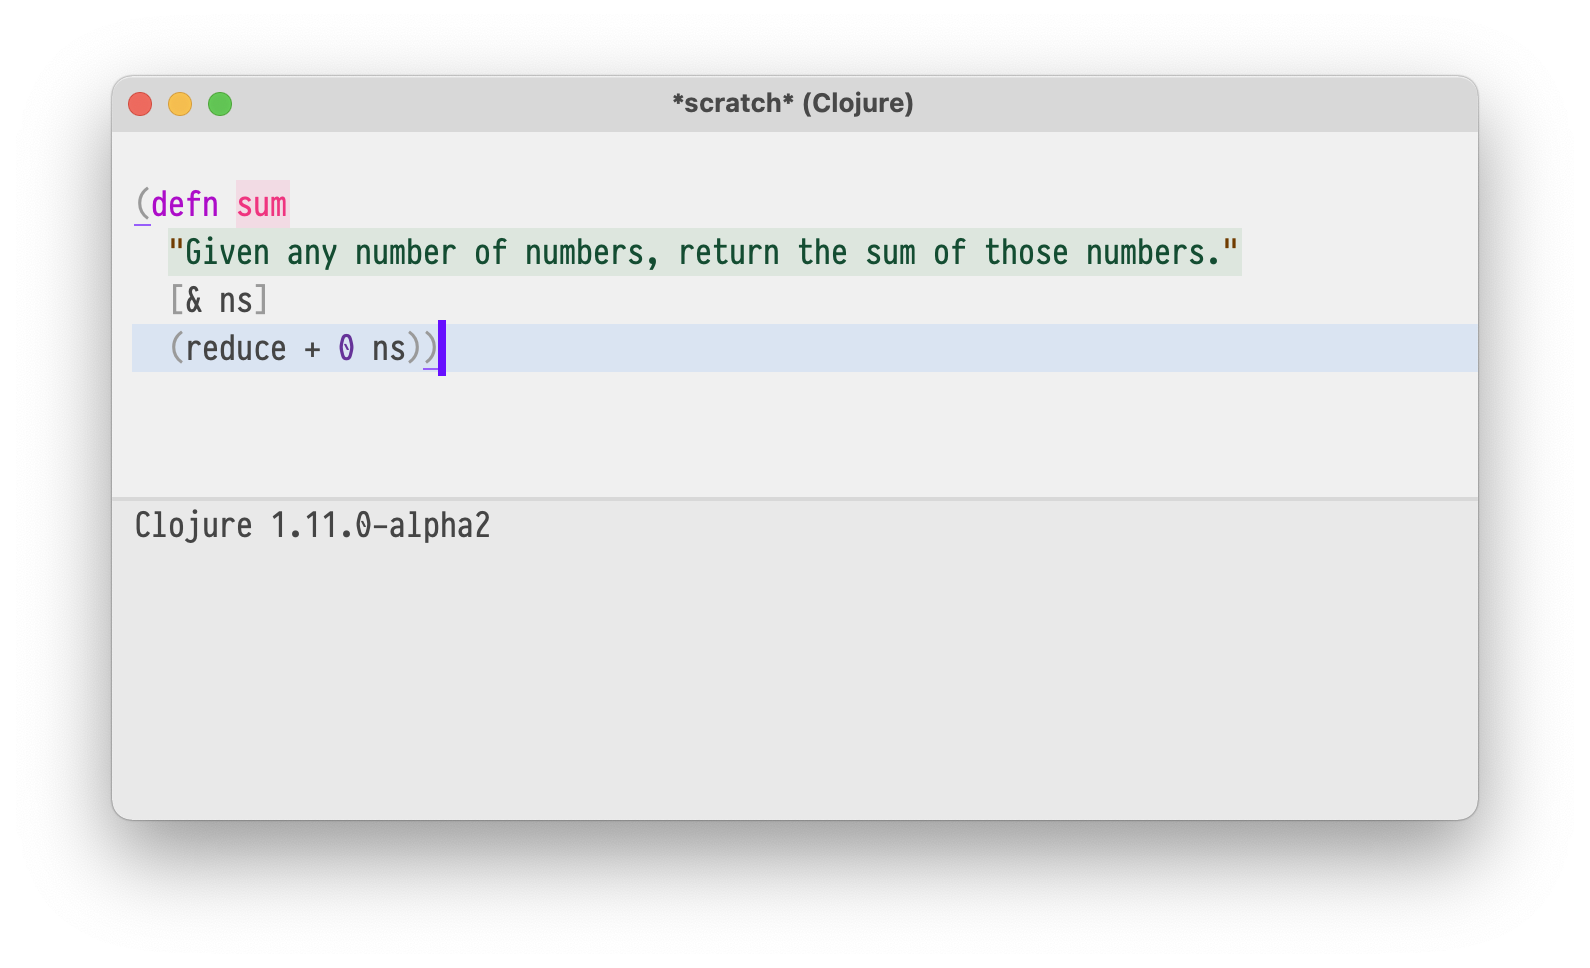 *scratch* (Clojure)
(defn sum
  "Given any number of numbers, return the sum of those numbers."
  [& ns]
  (reduce + 0 ns))
Clojure 1.11.0-alpha2